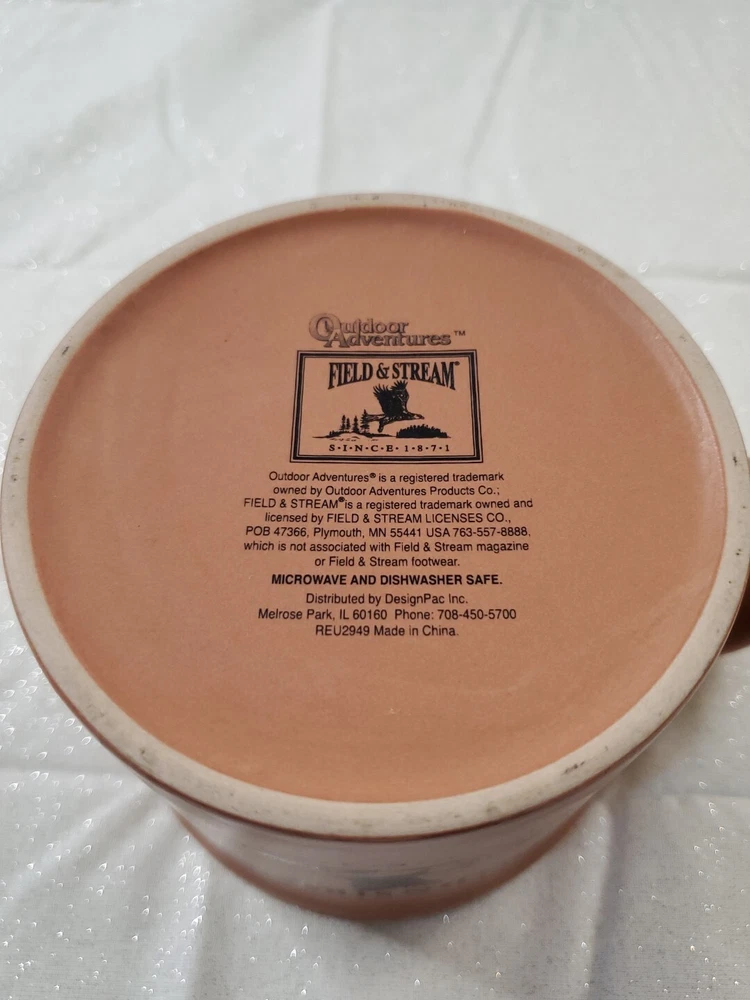 Outdoor
Adventures™
FIELD & STREAM®
S·I·N·C·E·1·8·7·1
Outdoor Adventures® is a registered trademark
owned by Outdoor Adventures Products Co.;
FIELD & STREAM® is a registered trademark owned and
licensed by FIELD & STREAM LICENSES CO.,
POB 47366, Plymouth, MN 55441 USA 763-557-8888,
which is not associated with Field & Stream magazine
or Field & Stream footwear.
MICROWAVE AND DISHWASHER SAFE.
Distributed by DesignPac Inc.
Melrose Park, IL 60160 Phone: 708-450-5700
REU2949 Made in China.